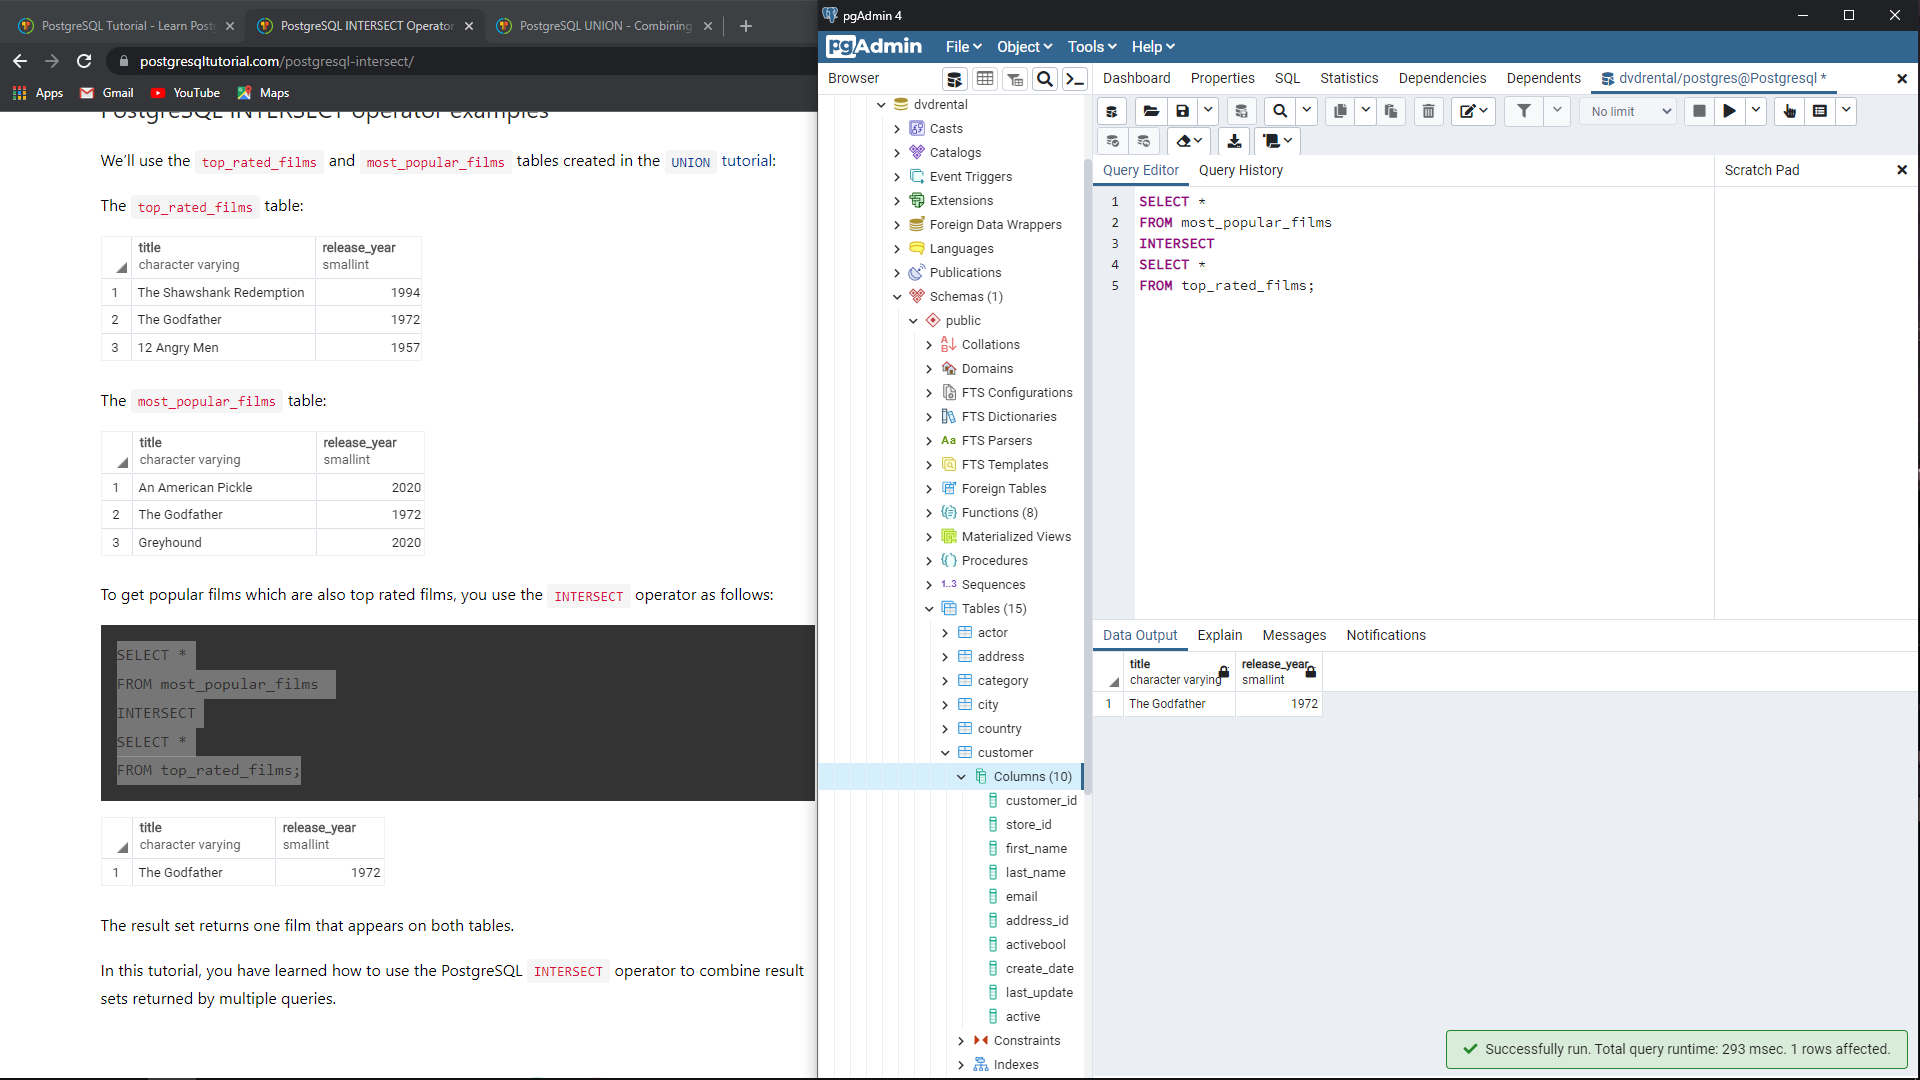 PostgreSQL Tutorial - Learn Post
PostgreSQL INTERSECT Operator
PostgreSQL UNION - Combining
postgresqltutorial.com/postgresql-intersect/
Apps
Gmail
YouTube
Maps
PostgreSQL INTERSECT operator examples
We'll use the top_rated_films and most_popular_films tables created in the UNION tutorial:
The top_rated_films table:
title release_year
character varying smallint
1 The Shawshank Redemption 1994
2 The Godfather 1972
3 12 Angry Men 1957
The most_popular_films table:
title release_year
character varying smallint
1 An American Pickle 2020
2 The Godfather 1972
3 Greyhound 2020
To get popular films which are also top rated films, you use the INTERSECT operator as follows:
SELECT *
FROM most_popular_films
INTERSECT
SELECT *
FROM top_rated_films;
title release_year
character varying smallint
1 The Godfather 1972
The result set returns one film that appears on both tables.
In this tutorial, you have learned how to use the PostgreSQL INTERSECT operator to combine result
sets returned by multiple queries.
pgAdmin 4
pgAdmin File Object Tools Help
Browser
dvdrental
Casts
Catalogs
Event Triggers
Extensions
Foreign Data Wrappers
Languages
Publications
Schemas (1)
public
Collations
Domains
FTS Configurations
FTS Dictionaries
Aa FTS Parsers
FTS Templates
Foreign Tables
Functions (8)
Materialized Views
Procedures
1..3 Sequences
Tables (15)
actor
address
category
city
country
customer
Columns (10)
customer_id
store_id
first_name
last_name
email
address_id
activebool
create_date
last_update
active
Constraints
Indexes
Dashboard Properties SQL Statistics Dependencies Dependents dvdrental/postgres@Postgresql *
No limit
Query Editor Query History
Scratch Pad
1 SELECT *
2 FROM most_popular_films
3 INTERSECT
4 SELECT *
5 FROM top_rated_films;
Data Output Explain Messages Notifications
title release_year
character varying smallint
1 The Godfather 1972
Successfully run. Total query runtime: 293 msec. 1 rows affected.